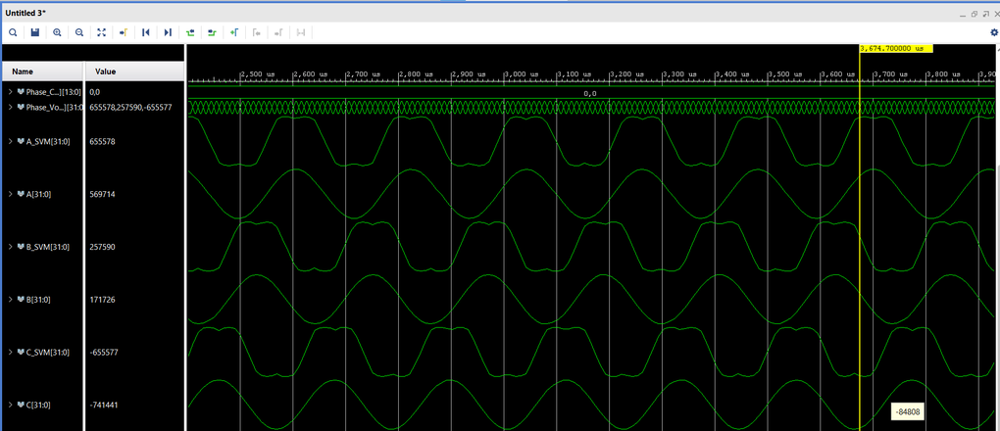 Untitled 3*
3,674.700000 us
Name Value
2,500 us 2,600 us 2,700 us 2,800 us 2,900 us 3,000 us 3,100 us 3,200 us 3,300 us 3,400 us 3,500 us 3,600 us 3,700 us 3,800 us 3,90
Phase_C...][13:0] 0,0 0,0
Phase_Vo...][31:0 655578,257590,-655577
A_SVM[31:0] 655578
A[31:0] 569714
B_SVM[31:0] 257590
B[31:0] 171726
C_SVM[31:0] -655577
C[31:0] -741441
-84808